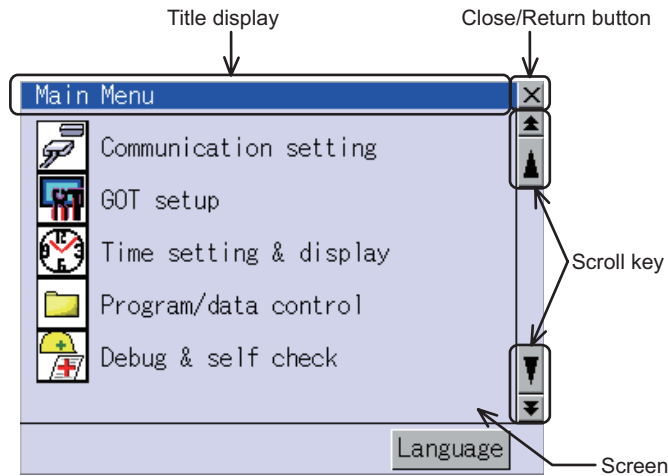 Title display
Close/Return button
Main Menu
Communication setting
GOT setup
Time setting & display
Scroll key
Program/data control
Debug & self check
Language
Screen